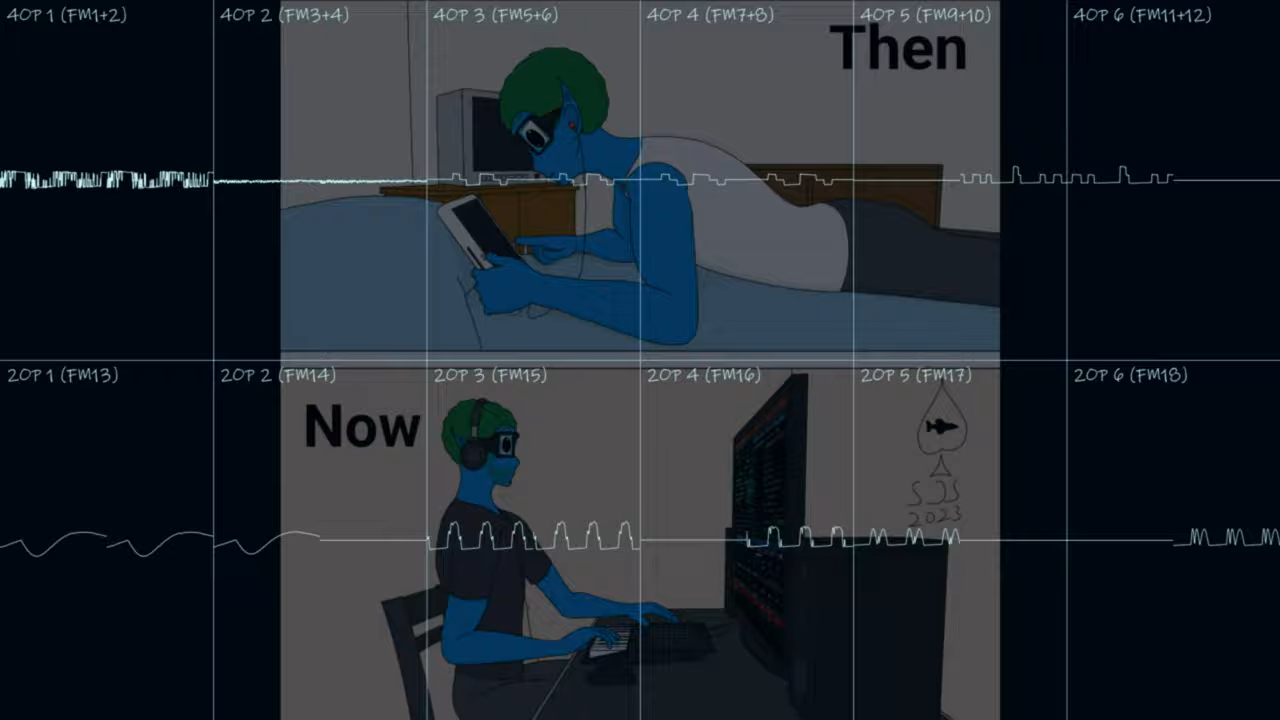 4OP 1 (FM1+2)
4OP 2 (FM3+4)
4OP 3 (FM5+6)
4OP 4 (FM7+8)
4OP 5 (FM9+10)
4OP 6 (FM11+12)
Then
2OP 1 (FM13)
2OP 2 (FM14)
2OP 3 (FM15)
2OP 4 (FM16)
2OP 5 (FM17)
2OP 6 (FM18)
Now
SJS
2023